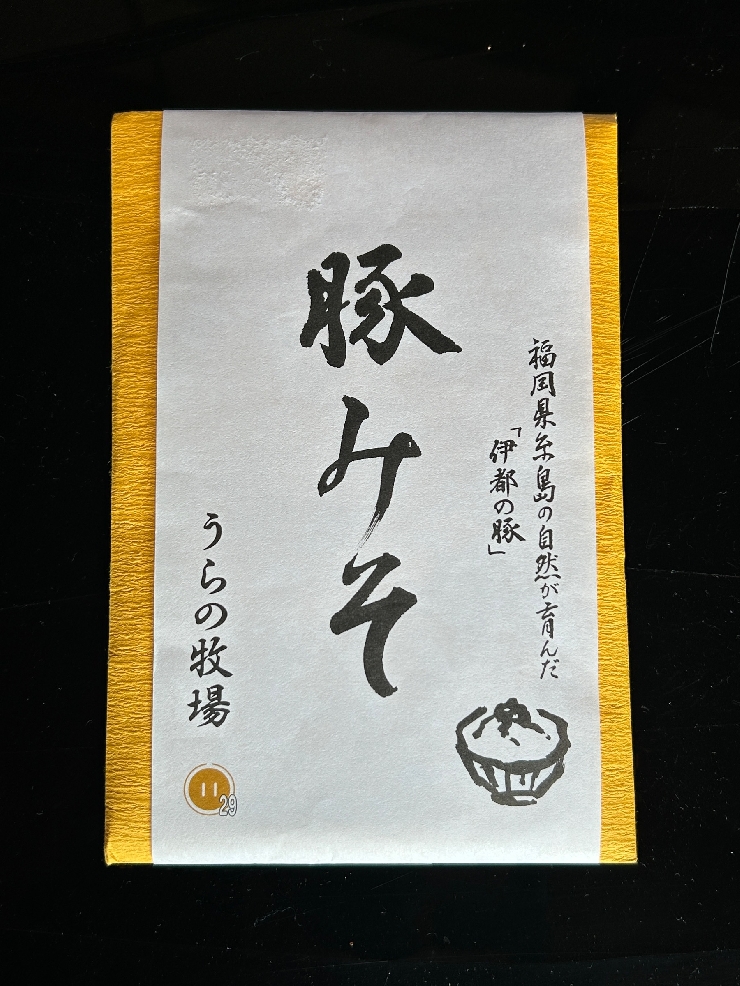 福岡県糸島の自然が育んだ
「伊都の豚」
豚みそ
うらの牧場
29